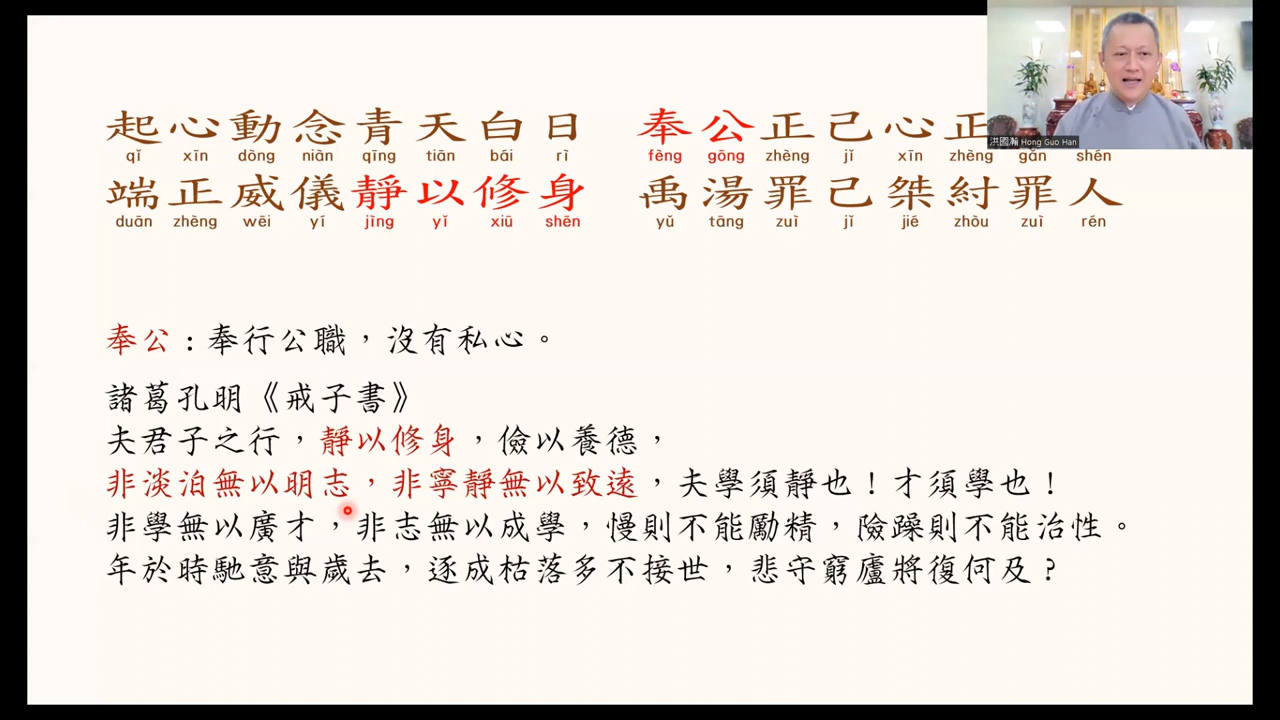 起心動念青天白日 奉公正己心正
qǐ xīn dòng niàn qīng tiān bāi rì fèng gōng zhèng jǐ xīn zhèng gǎn shén
端正威儀靜以修身 禹湯罪己桀紂罪人
duān zhèng wēi yí jìng yǐ xiū shēn yǔ tāng zuì jǐ jié zhòu zuì rén
洪國瀚 Hong Guo Han
奉公：奉行公職，沒有私心。
諸葛孔明《戒子書》
夫君子之行，靜以修身，儉以養德，
非淡泊無以明志，非寧靜無以致遠，夫學須靜也！才須學也！
非學無以廣才，非志無以成學，慢則不能勵精，險躁則不能治性。
年於時馳意與歲去，逐成枯落多不接世，悲守窮廬將復何及？